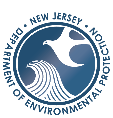 NEW JERSEY
DEPARTMENT OF ENVIRONMENTAL PROTECTION